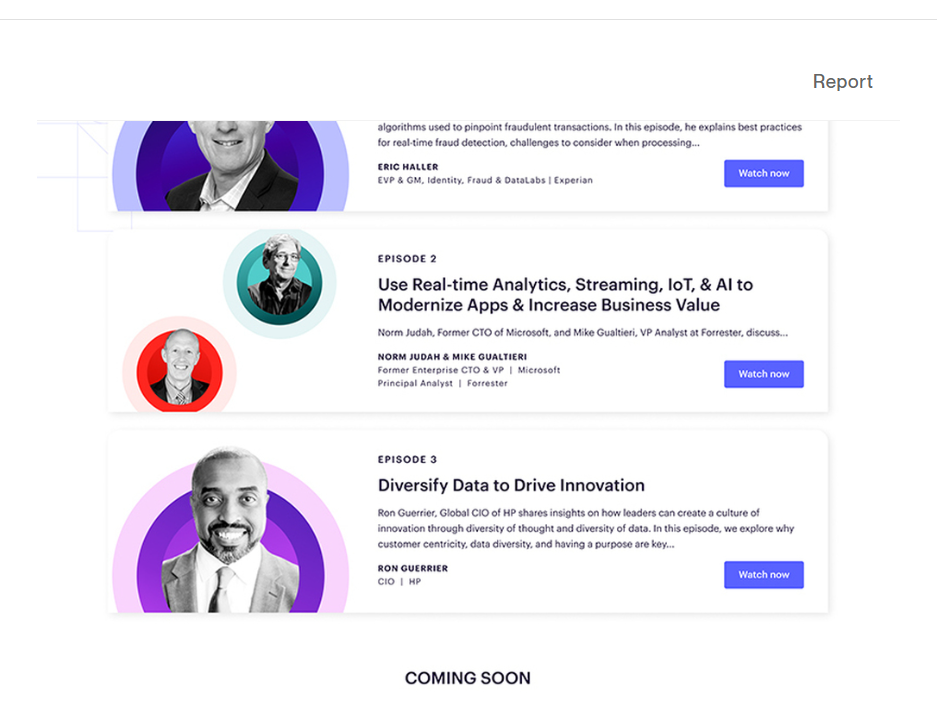 Report
algorithms used to pinpoint fraudulent transactions. In this episode, he explains best practices
for real-time fraud detection, challenges to consider when processing...
ERIC HALLER
EVP & GM, Identity, Fraud & DataLabs | Experian
Watch now
EPISODE 2
Use Real-time Analytics, Streaming, IoT, & AI to
Modernize Apps & Increase Business Value
Norm Judah, Former CTO of Microsoft, and Mike Gualtieri, VP Analyst at Forrester, discuss...
NORM JUDAH & MIKE GUALTIERI
Former Enterprise CTO & VP | Microsoft
Principal Analyst | Forrester
Watch now
EPISODE 3
Diversify Data to Drive Innovation
Ron Guerrier, Global CIO of HP shares insights on how leaders can create a culture of
innovation through diversity of thought and diversity of data. In this episode, we explore why
customer centricity, data diversity, and having a purpose are key...
RON GUERRIER
CIO | HP
Watch now
COMING SOON